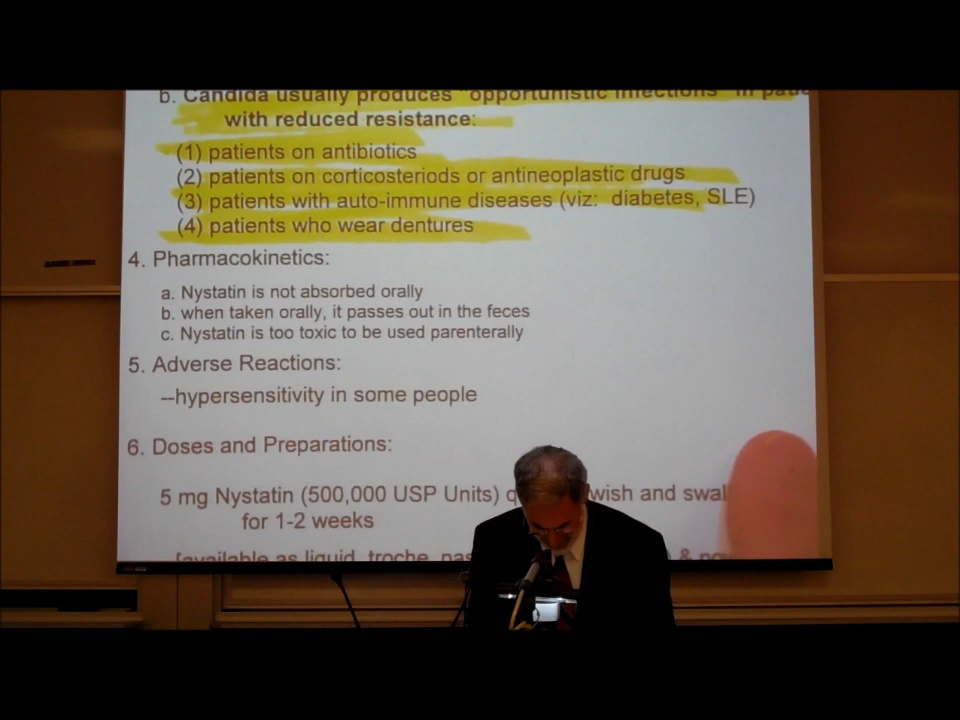 b. Candida usually produces "opportunistic infections" in
with reduced resistance:
(1) patients on antibiotics
(2) patients on corticosteriods or antineoplastic drugs
(3) patients with auto-immune diseases (viz: diabetes, SLE)
(4) patients who wear dentures
4. Pharmacokinetics:
a. Nystatin is not absorbed orally
b. when taken orally, it passes out in the feces
c. Nystatin is too toxic to be used parenterally
5. Adverse Reactions:
--hypersensitivity in some people
6. Doses and Preparations:
5 mg Nystatin (500,000 USP Units) wish and swal
for 1-2 weeks
[available as liquid, troche, &